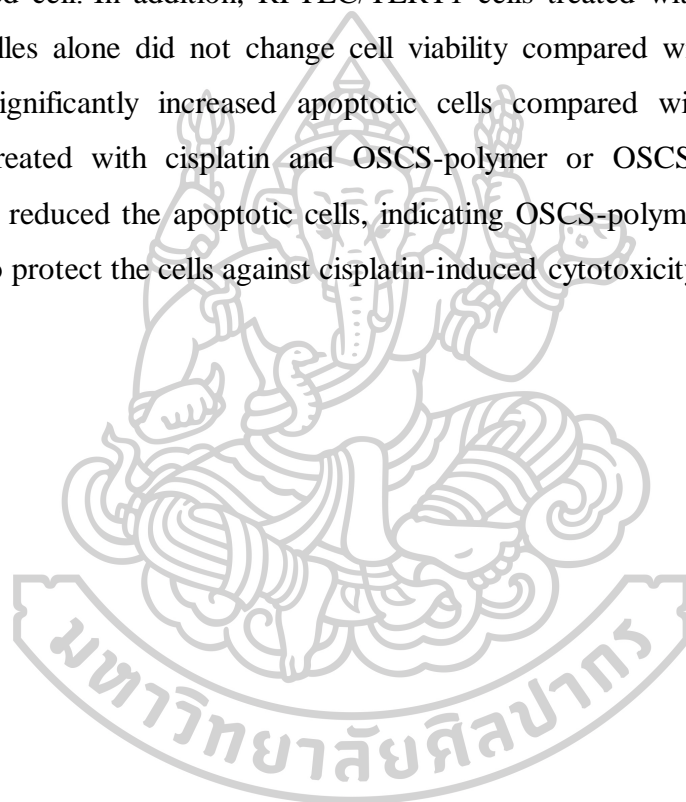 ed cell. In addition, RPTEC/TERT1 cells treated wit
lles alone did not change cell viability compared w
ignificantly increased apoptotic cells compared wi
reated with cisplatin and OSCS-polymer or OSCS
reduced the apoptotic cells, indicating OSCS-polym
o protect the cells against cisplatin-induced cytotoxicity
มหาวิทยาลัยศิลปากร